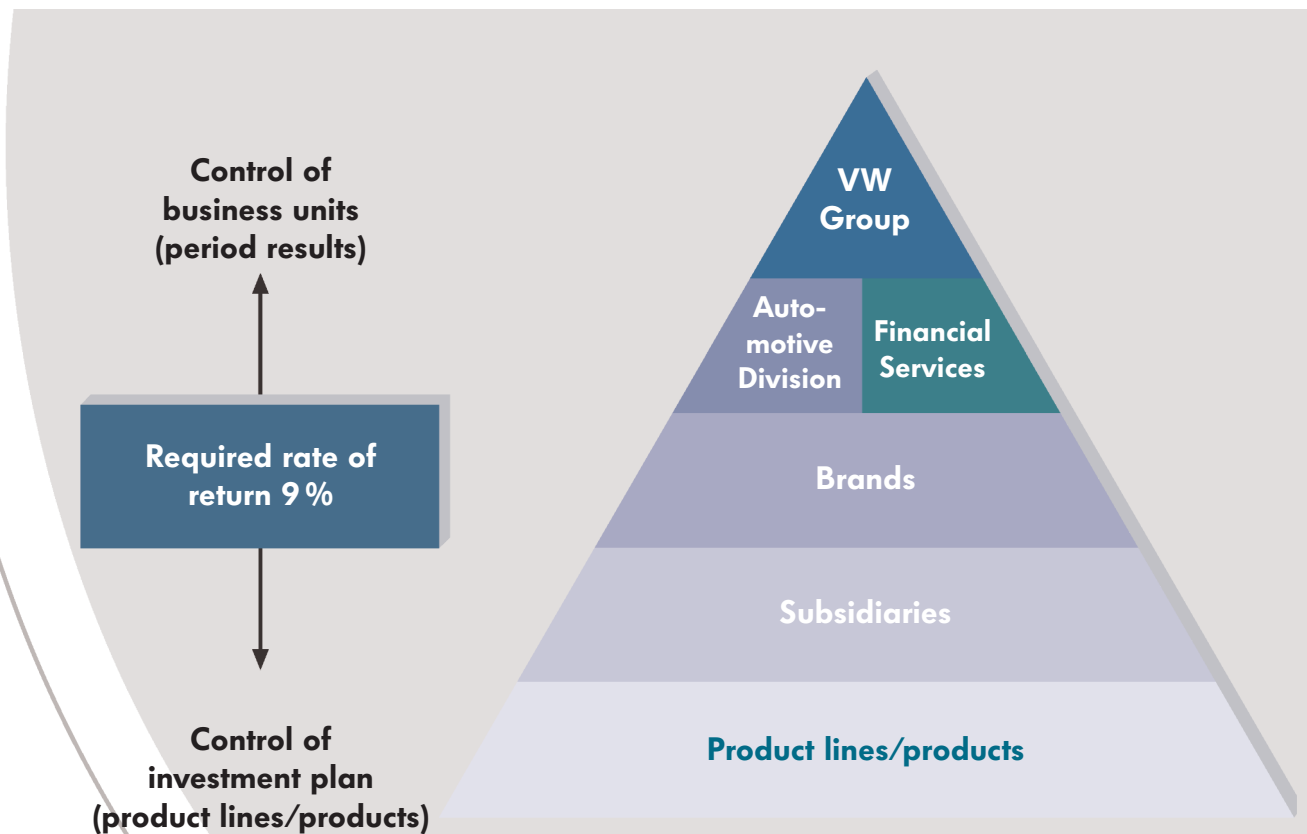 Control of
business units
(period results)
Required rate of
return 9 %
Control of
investment plan
(product lines/products)
VW
Group
Auto-
motive
Division
Financial
Services
Brands
Subsidiaries
Product lines/products